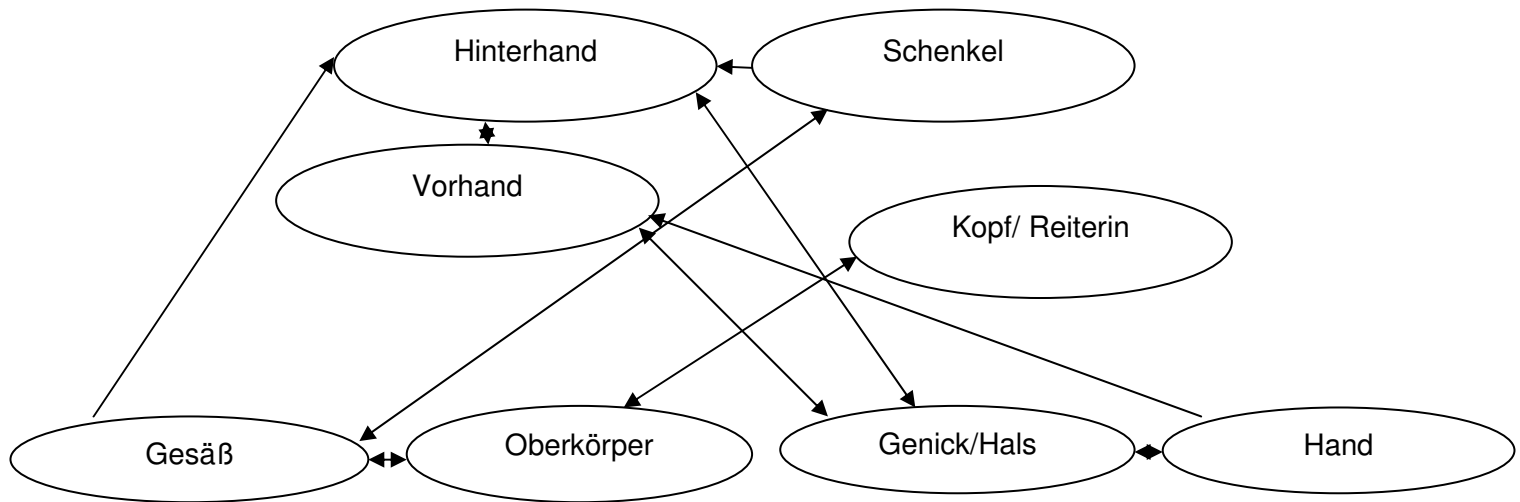 Hinterhand
Schenkel
Vorhand
Kopf/ Reiterin
Gesäß
Oberkörper
Genick/Hals
Hand